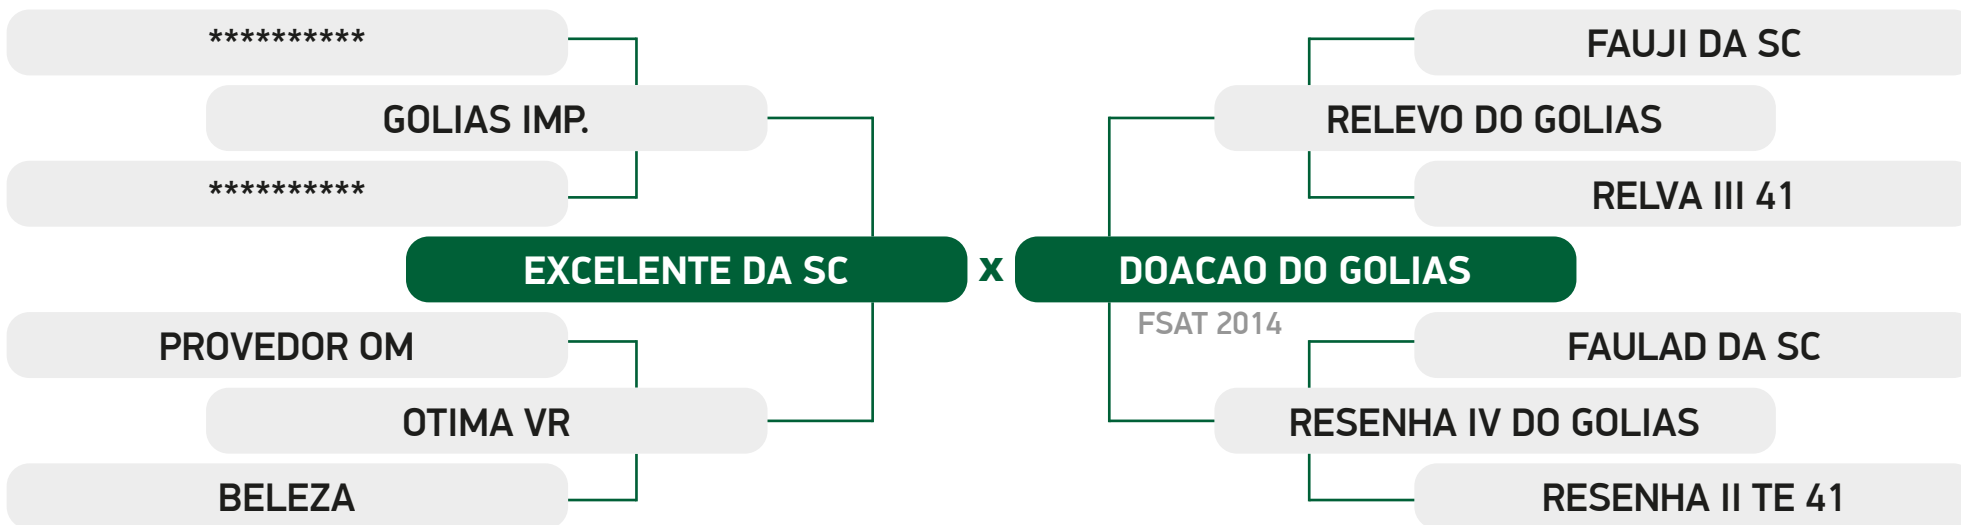 **********
FAUJI DA SC
GOLIAS IMP.
RELEVO DO GOLIAS
**********
RELVA III 41
EXCELENTE DA SC
x
DOACAO DO GOLIAS
FSAT 2014
PROVEDOR OM
FAULAD DA SC
OTIMA VR
RESENHA IV DO GOLIAS
BELEZA
RESENHA II TE 41